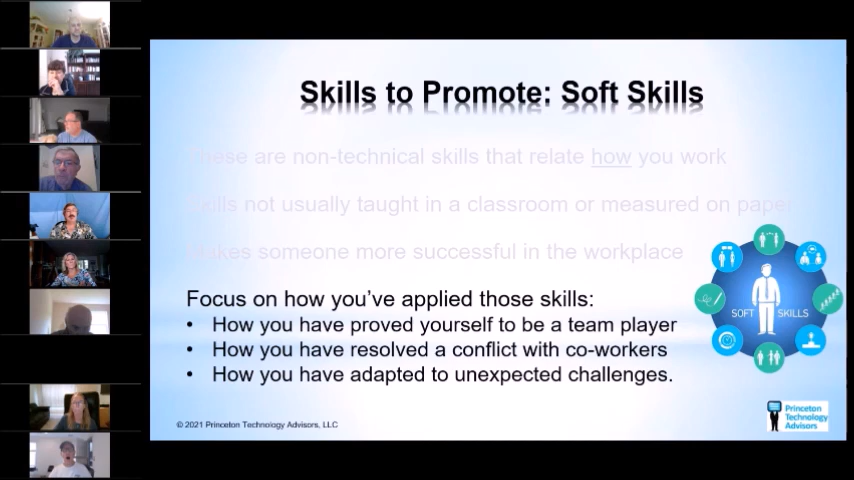 Skills to Promote: Soft Skills
These are non-technical skills that relate how you work
Skills not usually taught in a classroom or measured on paper
Makes someone more successful in the workplace
Focus on how you’ve applied those skills:
• How you have proved yourself to be a team player
• How you have resolved a conflict with co-workers
• How you have adapted to unexpected challenges.
SOFT SKILLS
© 2021 Princeton Technology Advisors, LLC
Princeton
Technology
Advisors